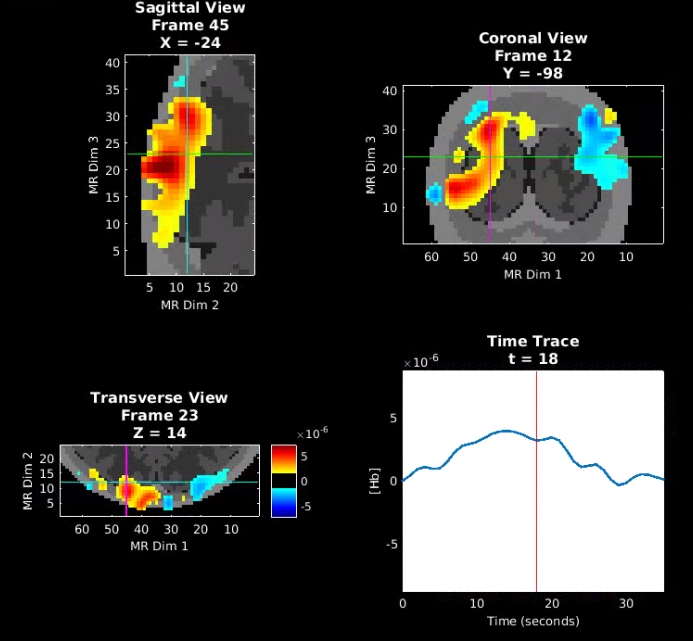 Sagittal View
Frame 45
X = -24
40
35
30
25
20
15
10
5
MR Dim 3
5 10 15 20
MR Dim 2
Coronal View
Frame 12
Y = -98
40
30
20
10
MR Dim 3
60 50 40 30 20 10
MR Dim 1
Transverse View
Frame 23
Z = 14
20
15
10
5
MR Dim 2
60 50 40 30 20 10
MR Dim 1
×10⁻⁶
5
0
-5
Time Trace
t = 18
×10⁻⁶
5
0
-5
[Hb]
0 10 20 30
Time (seconds)